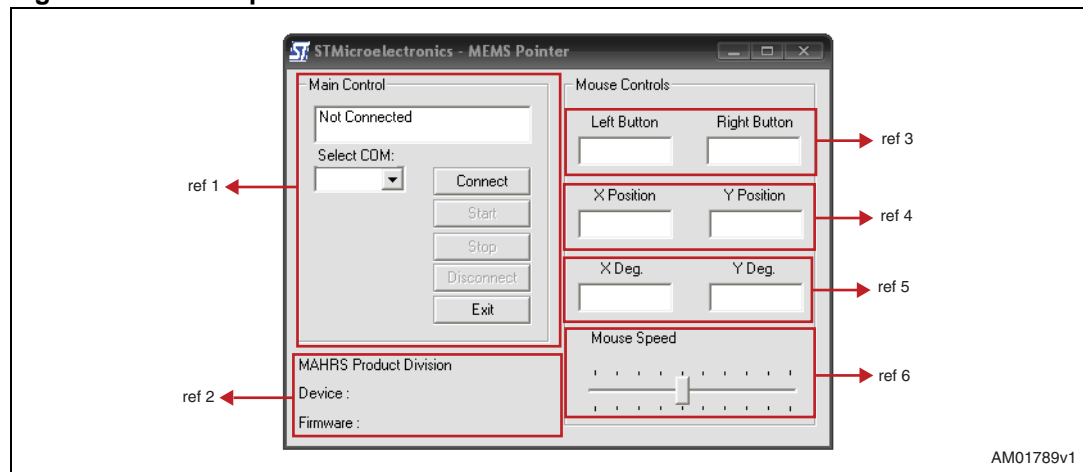 STMicroelectronics - MEMS Pointer
Main Control
Not Connected
Select COM:
Connect
Start
Stop
Disconnect
Exit
MAHRS Product Division
Device :
Firmware :
Mouse Controls
Left Button Right Button
X Position Y Position
X Deg. Y Deg.
Mouse Speed
ref 1
ref 2
ref 3
ref 4
ref 5
ref 6
AM01789v1